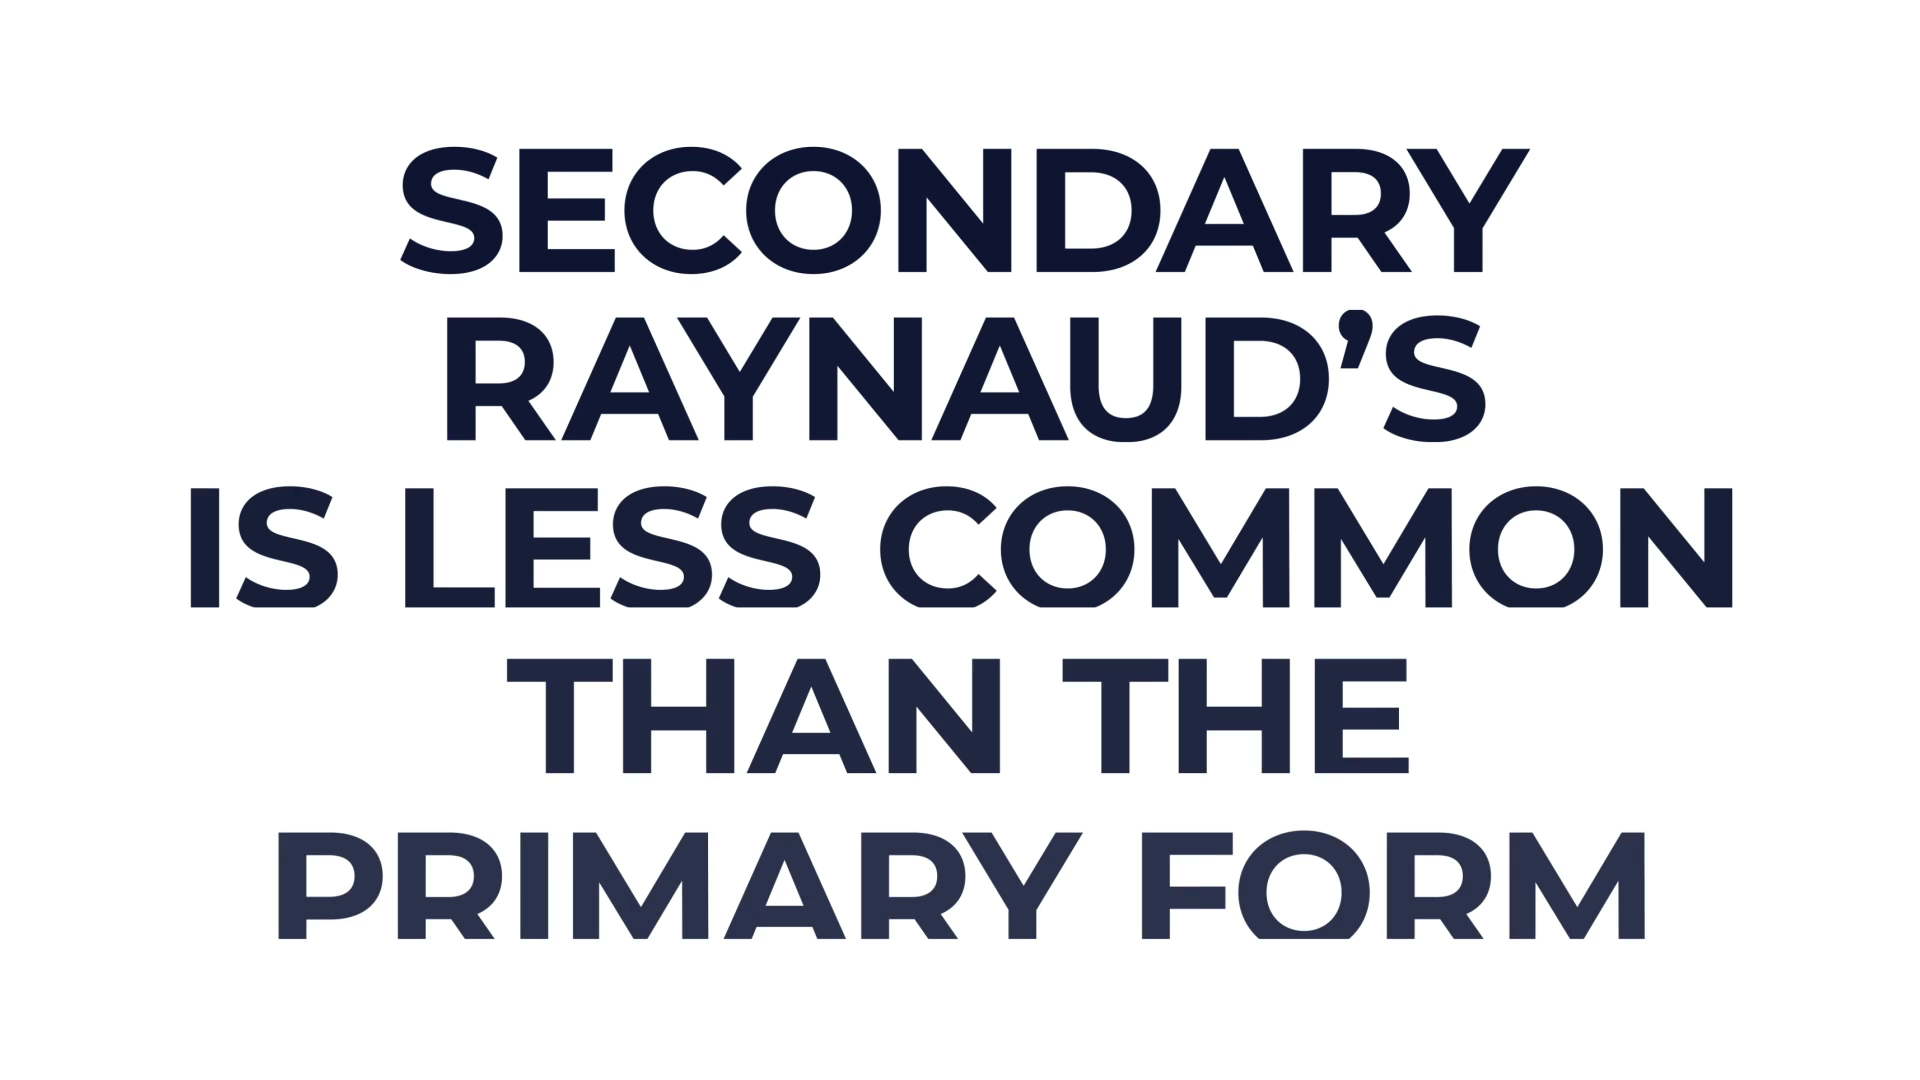 SECONDARY
RAYNAUD’S
IS LESS COMMON
THAN THE
PRIMARY FORM